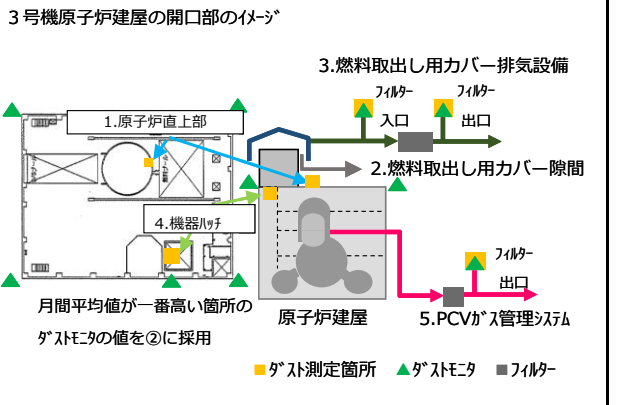 ３号機原子炉建屋の開口部のｲﾒｰｼﾞ
3.燃料取出し用カバー排気設備
ﾌｨﾙﾀｰ
入口
ﾌｨﾙﾀｰ
出口
1.原子炉直上部
2.燃料取出し用カバー隙間
4.機器ﾊｯﾁ
ﾌｨﾙﾀｰ
出口
月間平均値が一番高い箇所の
ﾀﾞｽﾄﾓﾆﾀの値を②に採用
原子炉建屋
5.PCVｶﾞｽ管理ｼｽﾃﾑ
ﾀﾞｽﾄ測定箇所
ﾀﾞｽﾄﾓﾆﾀ
ﾌｨﾙﾀｰ